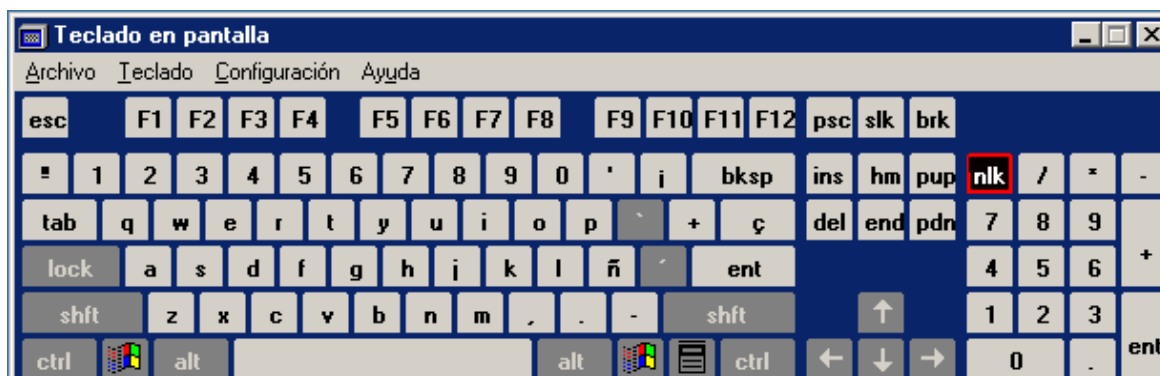 Teclado en pantalla
Archivo Teclado Configuración Ayuda
esc F1 F2 F3 F4 F5 F6 F7 F8 F9 F10 F11 F12 psc slk brk
º 1 2 3 4 5 6 7 8 9 0 ' ¡ bksp ins hm pup nlk / * -
tab q w e r t y u i o p ` + ç del end pdn 7 8 9 +
lock a s d f g h j k l ñ ´ ent 4 5 6
shft z x c v b n m , . - shft ↑ 1 2 3 ent
ctrl alt alt ctrl ← ↓ → 0 .